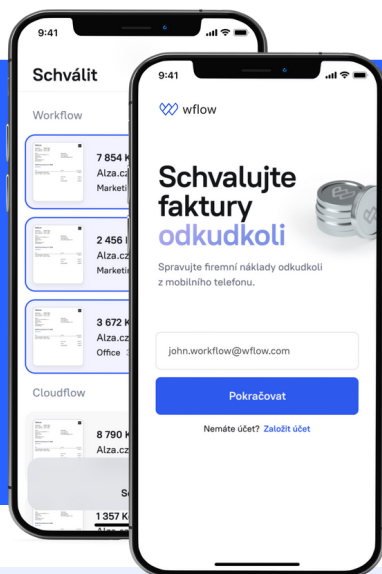 9:41
Schválit
Workflow
7 854 K
Alza.cz
Marketi
2 456
Alza.cz
Marketin
3 672 K
Alza.cz
Office
Cloudflow
8 790 K
Alza.cz
1 357 K
9:41
wflow
Schvalujte
faktury
odkudkoli
Spravujte firemní náklady odkudkoli
z mobilního telefonu.
john.workflow@wflow.com
Pokračovat
Nemáte účet? Založit účet